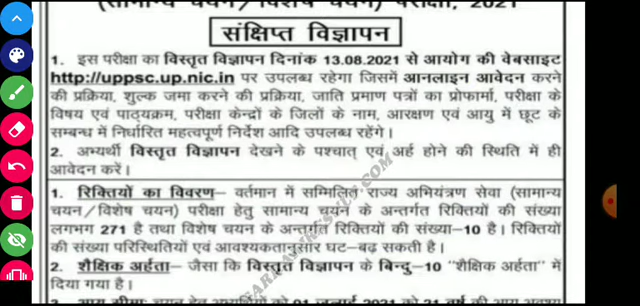 (सामान्य चयन/विशेष चयन) परीक्षा, 2021
संक्षिप्त विज्ञापन
1. इस परीक्षा का विस्तृत विज्ञापन दिनांक 13.08.2021 से आयोग की वेबसाइट
http://uppsc.up.nic.in पर उपलब्ध रहेगा जिसमें आनलाइन आवेदन करने
की प्रक्रिया, शुल्क जमा करने की प्रक्रिया, जाति प्रमाण पत्रों का प्रोफार्मा, परीक्षा के
विषय एवं पाठ्यक्रम, परीक्षा केन्द्रों के जिलों के नाम, आरक्षण एवं आयु में छूट के
सम्बन्ध में निर्धारित महत्वपूर्ण निर्देश आदि उपलब्ध रहेंगे।
2. अभ्यर्थी विस्तृत विज्ञापन देखने के पश्चात् एवं अर्ह होने की स्थिति में ही
आवेदन करें।
1. रिक्तियों का विवरण– वर्तमान में सम्मिलित राज्य अभियंत्रण सेवा (सामान्य
चयन/विशेष चयन) परीक्षा हेतु सामान्य चयन के अन्तर्गत रिक्तियों की संख्या
लगभग 271 है तथा विशेष चयन के अन्तर्गत रिक्तियों की संख्या–10 है। रिक्तियों
की संख्या परिस्थितियों एवं आवश्यकतानुसार घट–बढ़ सकती है।
2. शैक्षिक अर्हता– जैसा कि विस्तृत विज्ञापन के बिन्दु–10 "शैक्षिक अर्हता" में
दिया गया है।